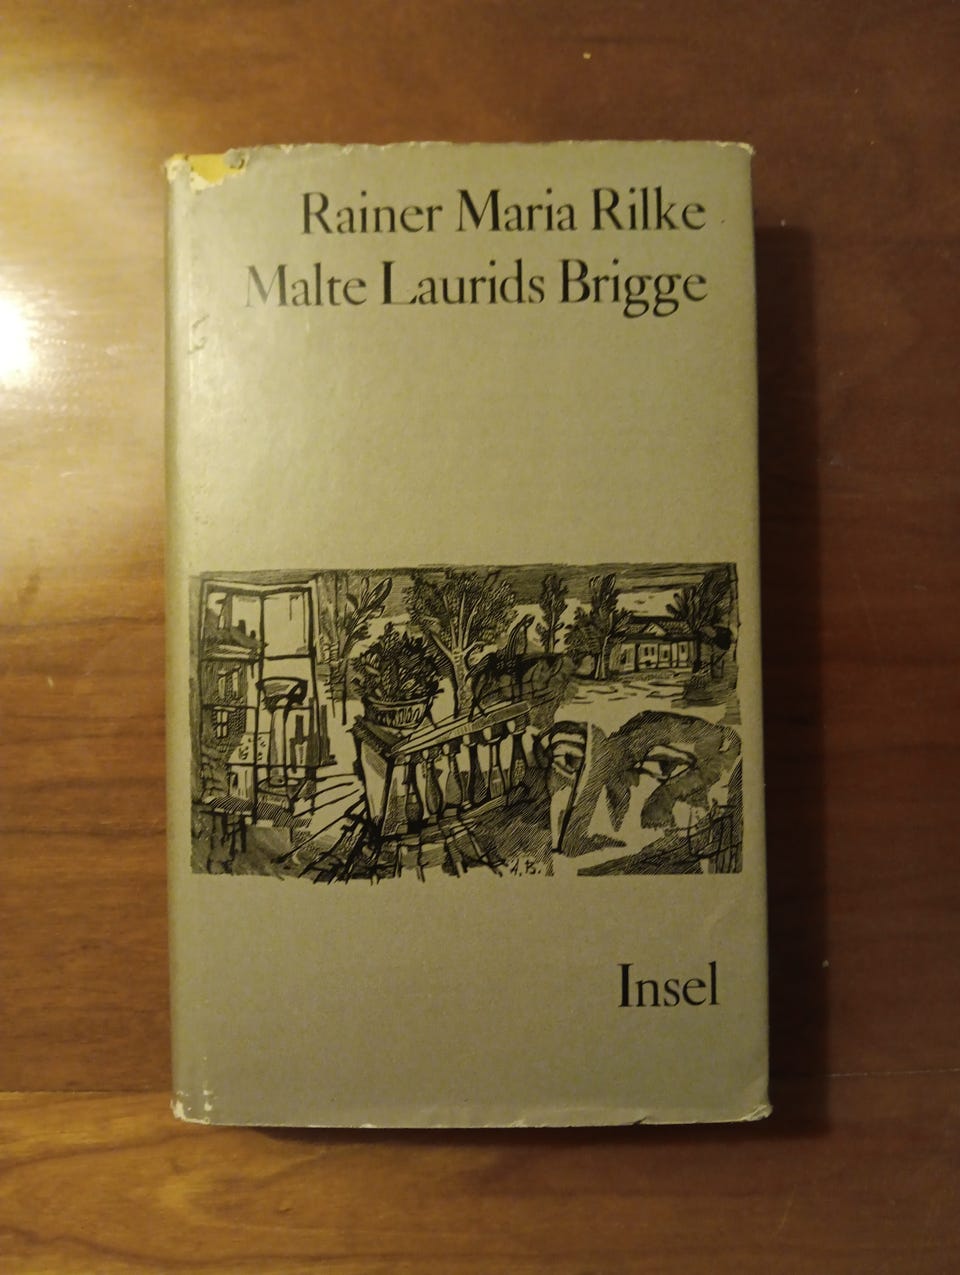 Rainer Maria Rilke
Malte Laurids Brigge
Insel